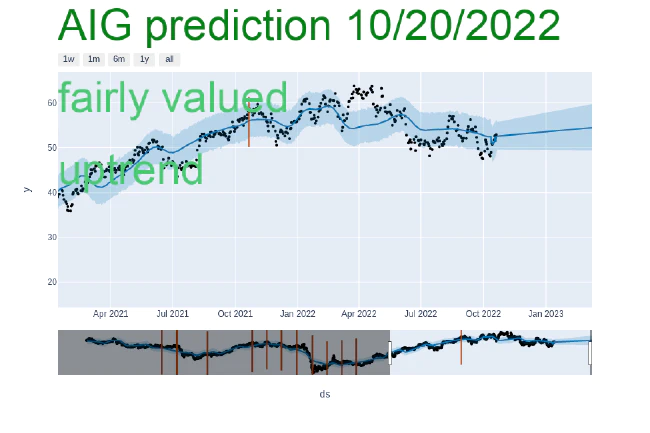 AIG prediction 10/20/2022
1w 1m 6m 1y all
fairly valued
uptrend
60
50
40
30
20
y
Apr 2021 Jul 2021 Oct 2021 Jan 2022 Apr 2022 Jul 2022 Oct 2022 Jan 2023
ds